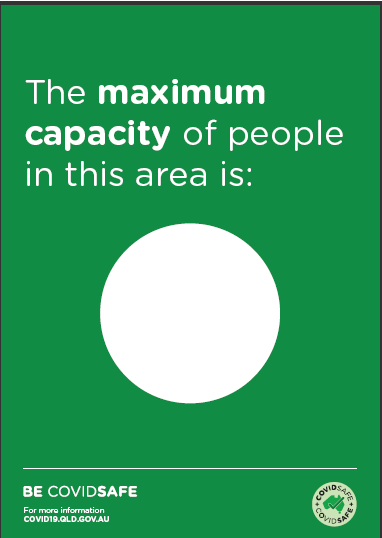 The maximum
capacity of people
in this area is:
BE COVIDSAFE
For more information
COVID19.QLD.GOV.AU
COVIDSAFE
COVIDSAFE